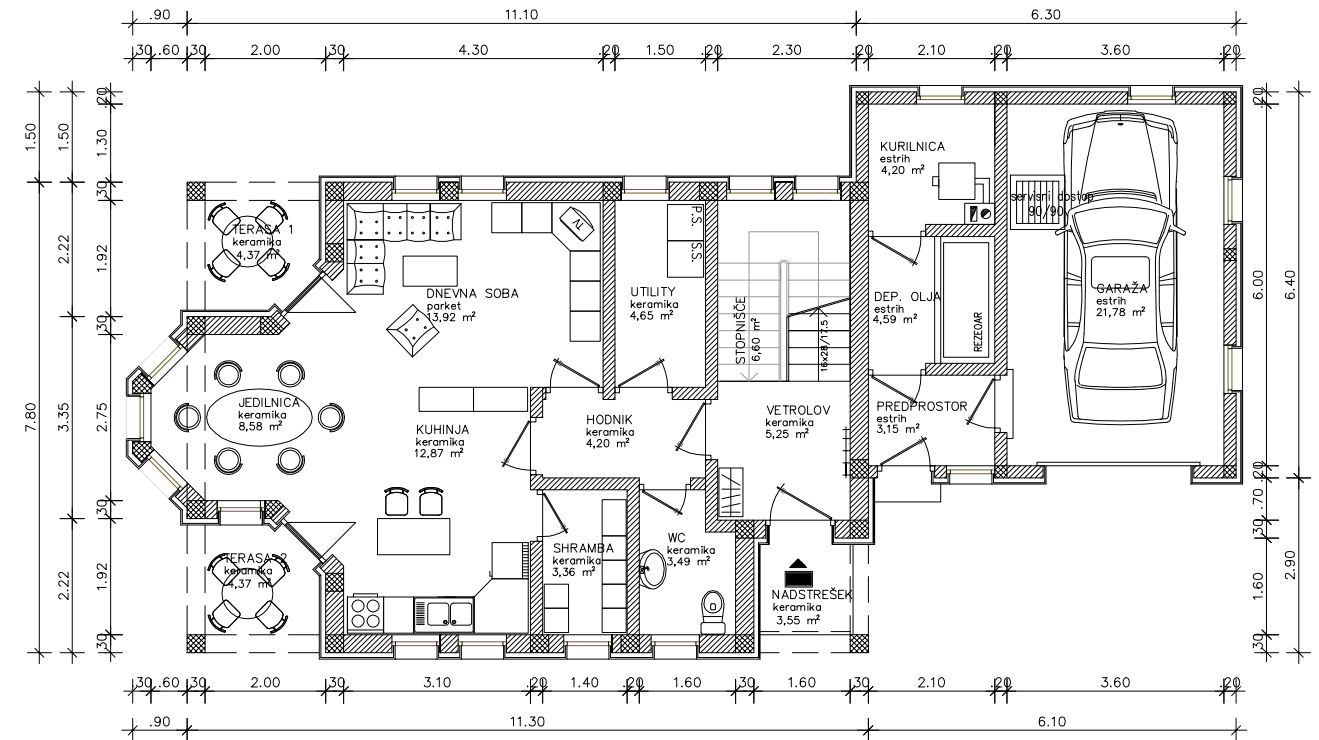 .90 11.10 6.30
.30 .60 .30 2.00 .30 4.30 .20 1.50 .20 2.30 .20 2.10 .20 3.60 .20
1.50 1.50 .20 1.30 .30
2.22 1.92 .30
7.80 3.35 2.75 .30
2.22 1.92 .30
TERASA 1
keramika
4,37 m²
DNEVNA SOBA
parket
13,92 m²
TV
P.S.
S.S.
UTILITY
keramika
4,65 m²
STOPNIŠČE
6,60 m²
16x28/17.5
KURILNICA
estrih
4,20 m²
servisni dostop
90/90
DEP. OLJA
estrih
4,59 m²
REZEOAR
GARAŽA
estrih
21,78 m²
JEDILNICA
keramika
8,58 m²
KUHINJA
keramika
12,87 m²
HODNIK
keramika
4,20 m²
VETROLOV
keramika
5,25 m²
PREDPROSTOR
estrih
3,15 m²
TERASA 2
keramika
4,37 m²
SHRAMBA
keramika
3,36 m²
WC
keramika
3,49 m²
NADSTREŠEK
keramika
3,55 m²
.20 6.00 6.40
.20 .70 .30 1.60 .30 2.90
.30 .60 .30 2.00 .30 3.10 .20 1.40 .20 1.60 .30 1.60 .30 2.10 .20 3.60 .20
.90 11.30 6.10